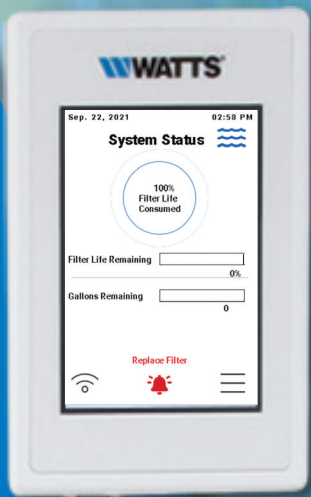 WATTS
Sep. 22, 2021 02:58 PM
System Status
100%
Filter Life
Consumed
Filter Life Remaining
0%
Gallons Remaining
0
Replace Filter